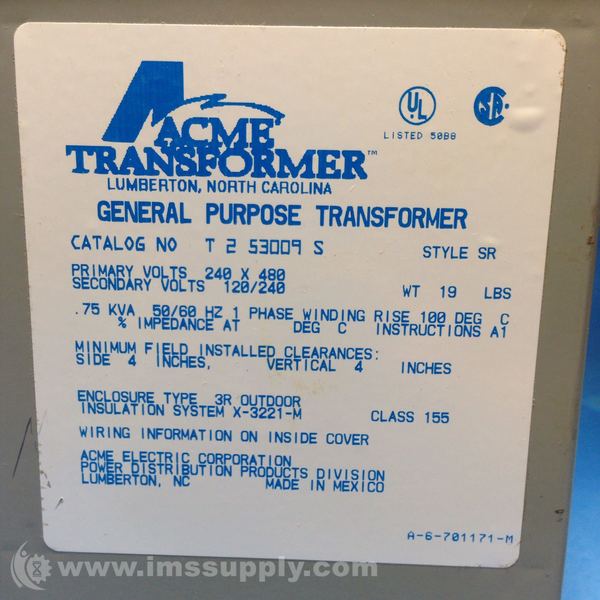 ACME
TRANSFORMER™
LUMBERTON, NORTH CAROLINA
UL
SA
LISTED 50BB
GENERAL PURPOSE TRANSFORMER
CATALOG NO T 2 53009 S STYLE SR
PRIMARY VOLTS 240 X 480
SECONDARY VOLTS 120/240 WT 19 LBS
.75 KVA 50/60 HZ 1 PHASE WINDING RISE 100 DEG C
% IMPEDANCE AT DEG C INSTRUCTIONS A1
MINIMUM FIELD INSTALLED CLEARANCES:
SIDE 4 INCHES, VERTICAL 4 INCHES
ENCLOSURE TYPE 3R OUTDOOR
INSULATION SYSTEM X-3221-M CLASS 155
WIRING INFORMATION ON INSIDE COVER
ACME ELECTRIC CORPORATION
POWER DISTRIBUTION PRODUCTS DIVISION
LUMBERTON, NC MADE IN MEXICO
A-6-701171-M
www.imssupply.com